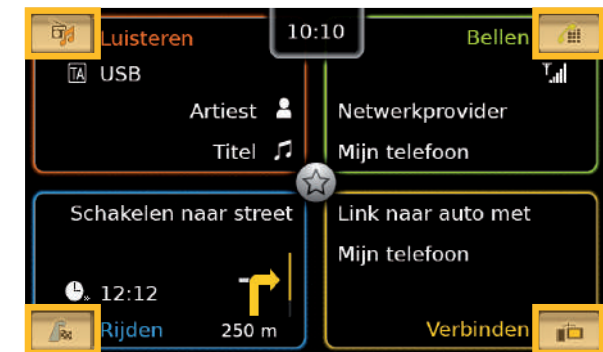 Luisteren
10:10
Bellen
TA USB
Artiest
Netwerkprovider
Titel
Mijn telefoon
Schakelen naar street
Link naar auto met
Mijn telefoon
12:12
Rijden
250 m
Verbinden